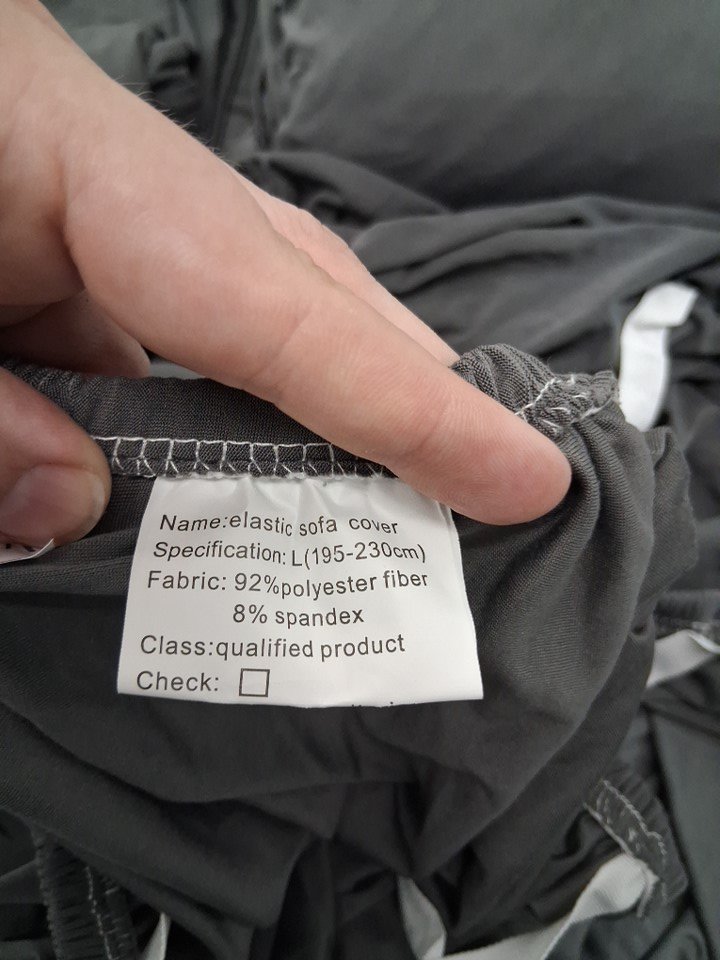 Name:elastic sofa cover
Specification: L(195-230cm)
Fabric: 92%polyester fiber
8% spandex
Class:qualified product
Check: